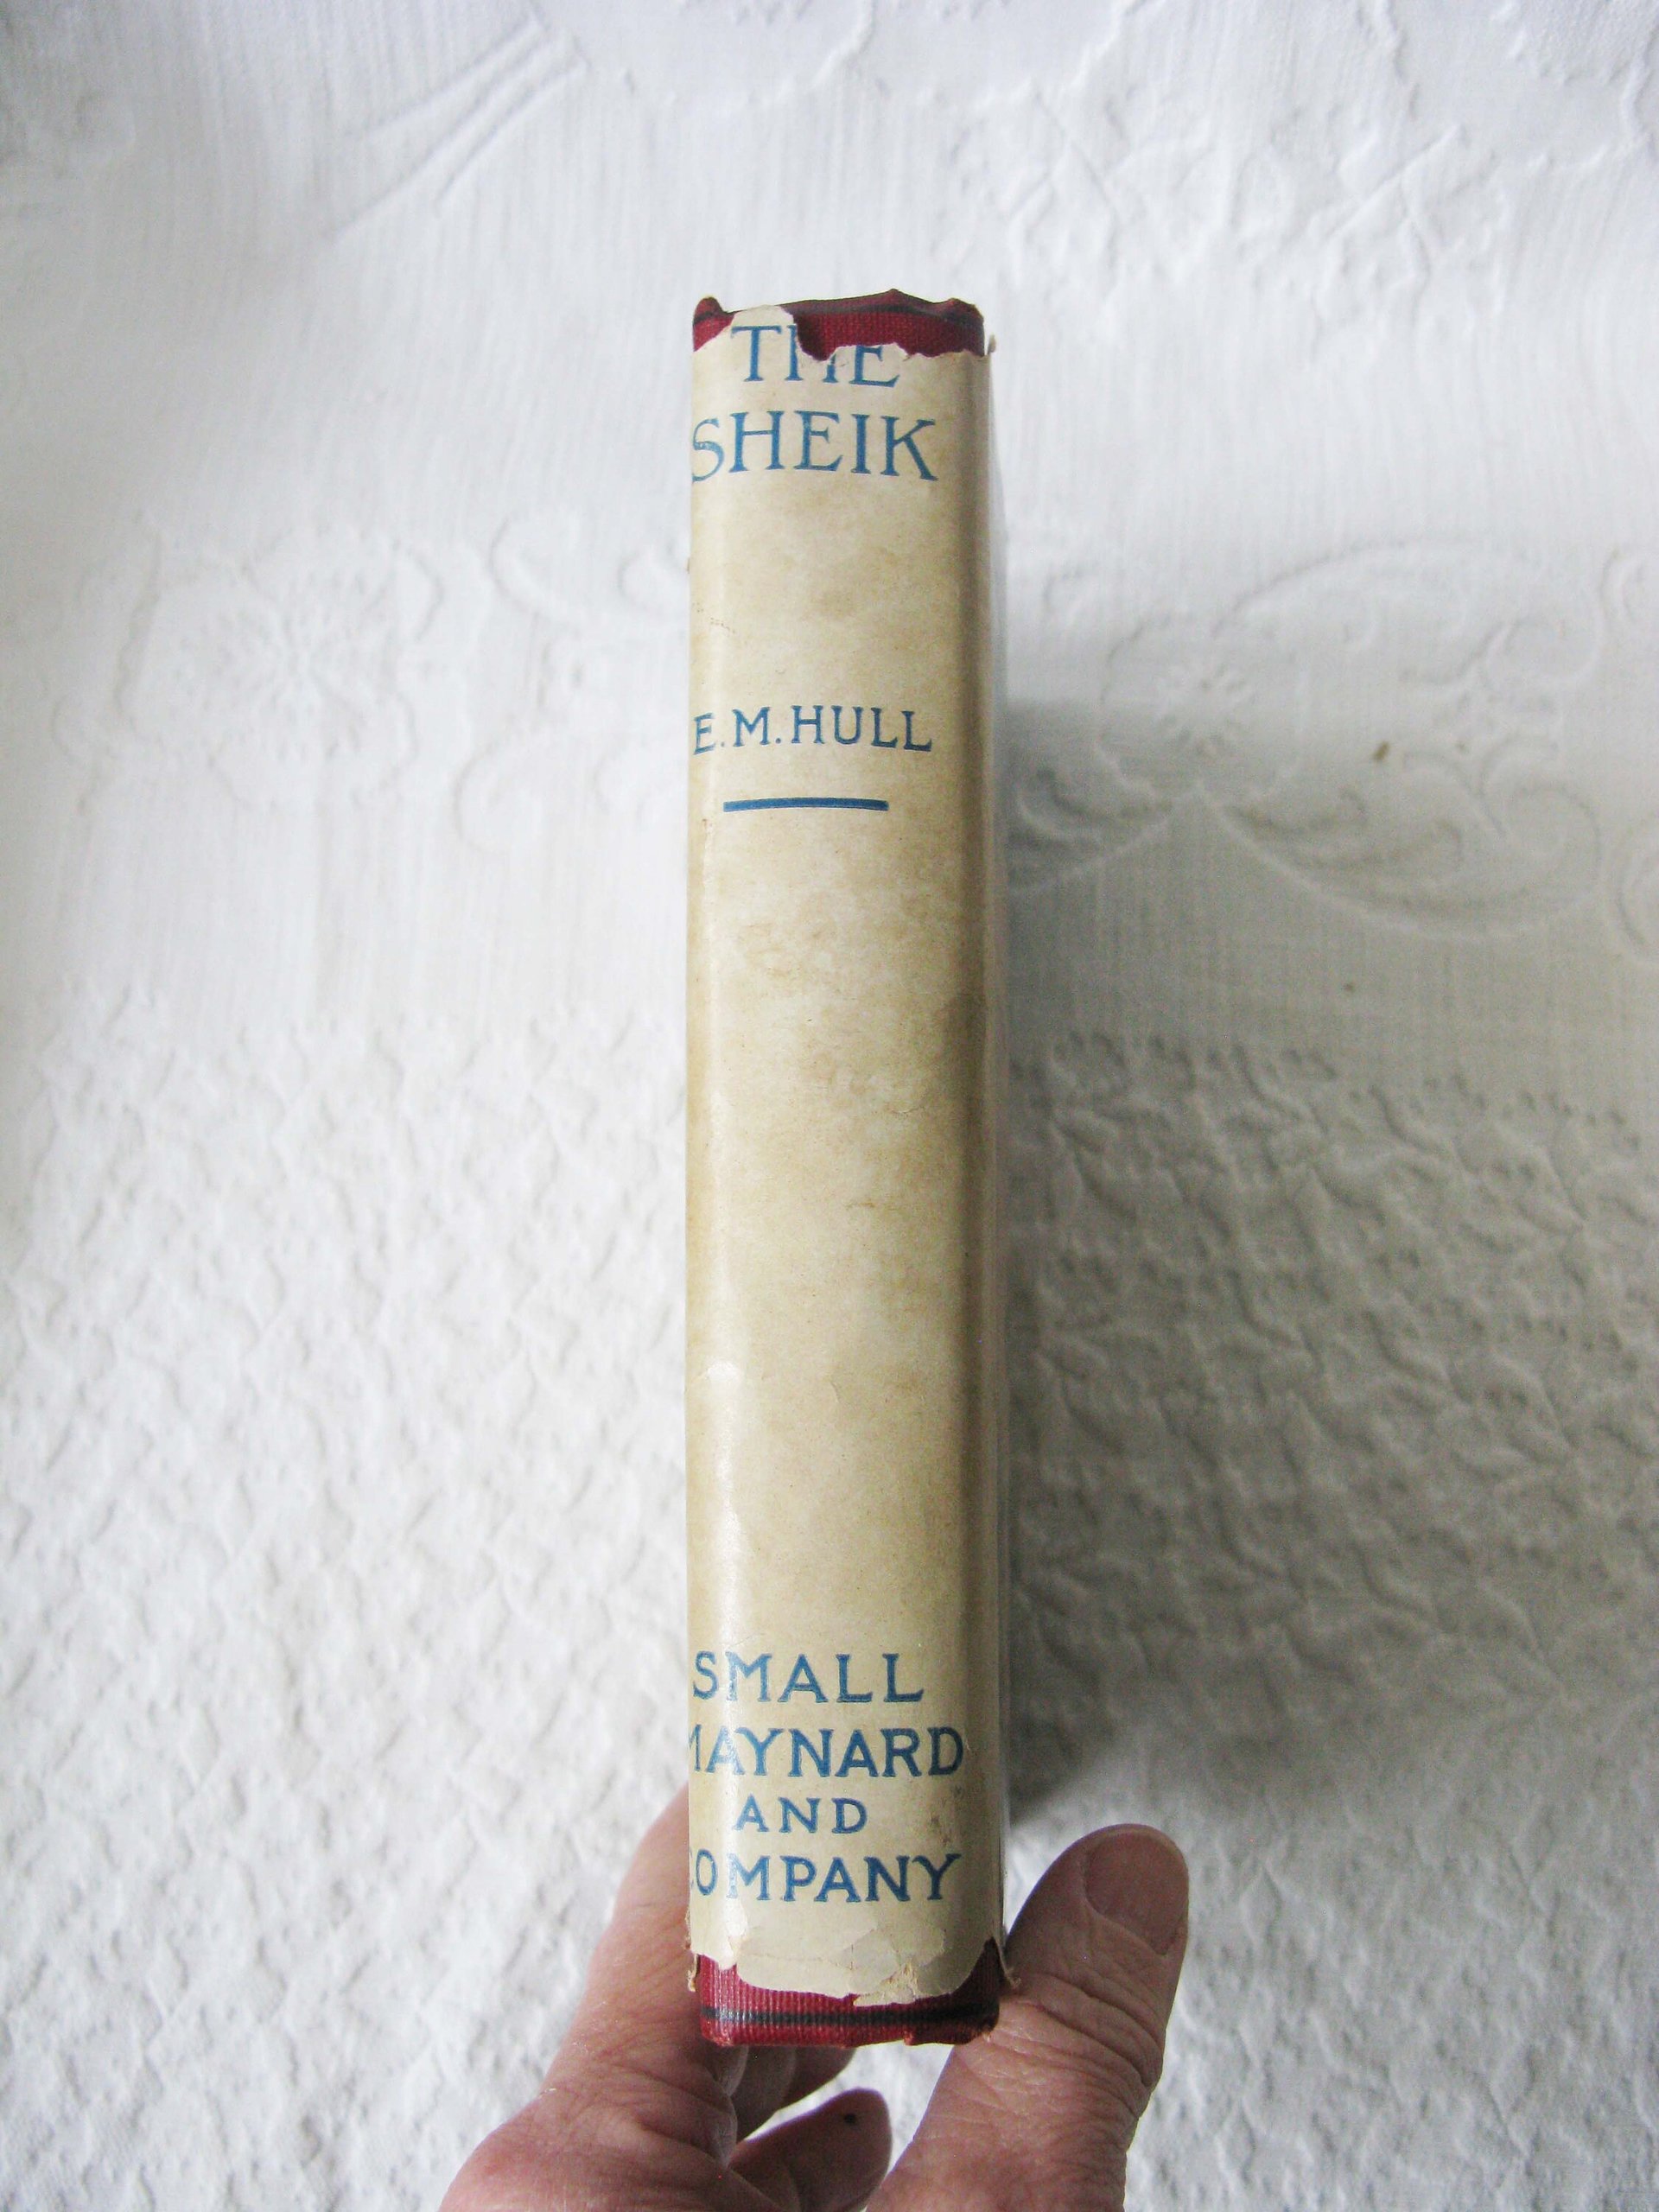 THE
SHEIK
E. M. HULL
SMALL
MAYNARD
AND
COMPANY